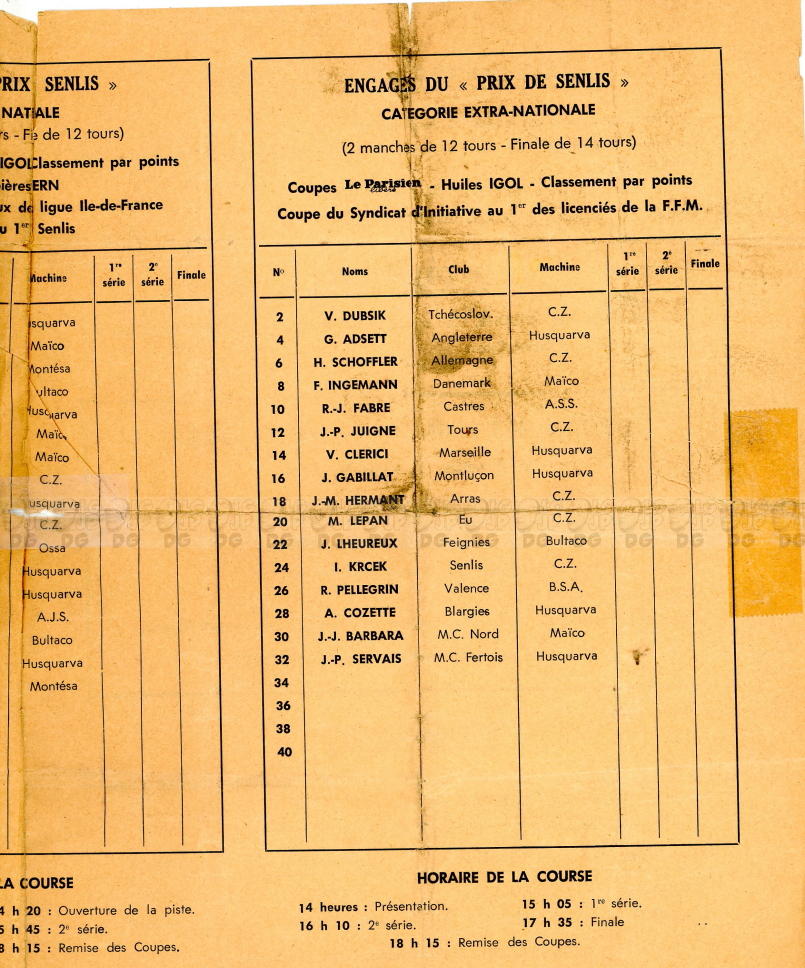 PRIX SENLIS »
NATIALE
rs - Fe de 12 tours)
IGOL Classement par points
ières ERN
ux de ligue Ile-de-France
u 1er Senlis
Machine 1re série 2e série Finale
usquarva
Maïco
Montésa
ultaco
Husquarva
Maïc
Maïco
C.Z.
usquarva
C.Z.
Ossa
Husquarva
Husquarva
A.J.S.
Bultaco
Husquarva
Montésa
LA COURSE
4 h 20 : Ouverture de la piste.
5 h 45 : 2e série.
8 h 15 : Remise des Coupes.
ENGAGES DU « PRIX DE SENLIS »
CATEGORIE EXTRA-NATIONALE
(2 manches de 12 tours - Finale de 14 tours)
Coupes Le Parisien libéré - Huiles IGOL - Classement par points
Coupe du Syndicat d'Initiative au 1er des licenciés de la F.F.M.
No Noms Club Machine 1re série 2e série Finale
2 V. DUBSIK Tchécoslov. C.Z.
4 G. ADSETT Angleterre Husquarva
6 H. SCHOFFLER Allemagne C.Z.
8 F. INGEMANN Danemark Maïco
10 R.-J. FABRE Castres A.S.S.
12 J.-P. JUIGNE Tours C.Z.
14 V. CLERICI Marseille Husquarva
16 J. GABILLAT Montluçon Husquarva
18 J.-M. HERMANT Arras C.Z.
20 M. LEPAN Eu C.Z.
22 J. LHEUREUX Feignies Bultaco
24 I. KRCEK Senlis C.Z.
26 R. PELLEGRIN Valence B.S.A.
28 A. COZETTE Blargies Husquarva
30 J.-J. BARBARA M.C. Nord Maïco
32 J.-P. SERVAIS M.C. Fertois Husquarva
34
36
38
40
HORAIRE DE LA COURSE
14 heures : Présentation. 15 h 05 : 1re série.
16 h 10 : 2e série. 17 h 35 : Finale
18 h 15 : Remise des Coupes.